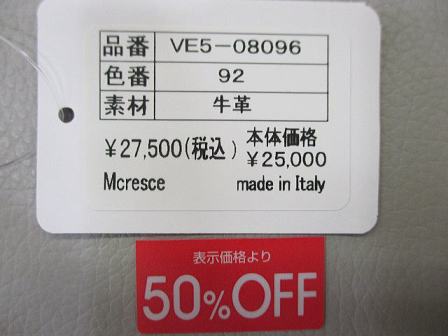 品番 VE5-08096
色番 92
素材 牛革
¥27,500(税込) 本体価格
¥25,000
Mcresce made in Italy
表示価格より
50%OFF